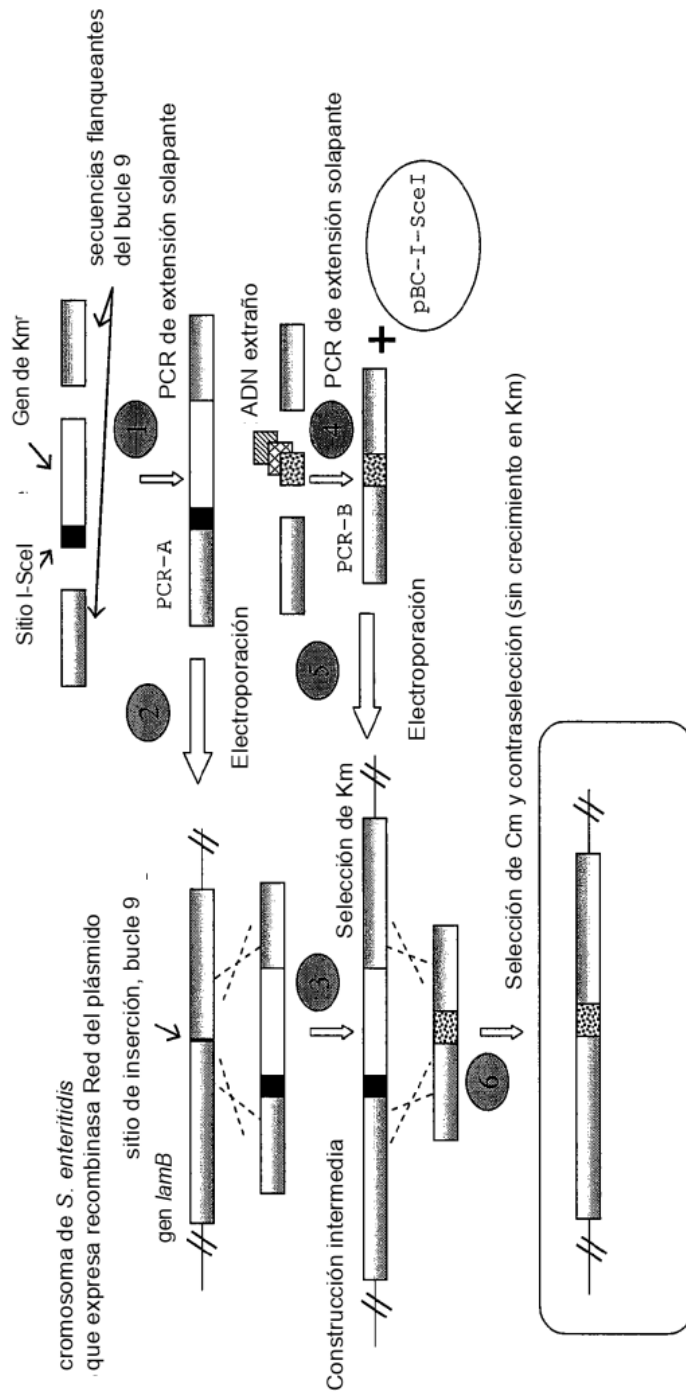 cromosoma de S. enteritidis
que expresa recombinasa Red del plásmido
sitio de inserción, bucle 9
gen lamB
Sitio I-SceI
Gen de Kmʳ
secuencias flanqueantes
del bucle 9
1
PCR de extensión solapante
PCR-A
2
Electroporación
3
Selección de Km
Construcción intermedia
ADN extraño
4
PCR de extensión solapante
PCR-B
+
pBC-I-SceI
5
Electroporación
6
Selección de Cm y contraselección (sin crecimiento en Km)